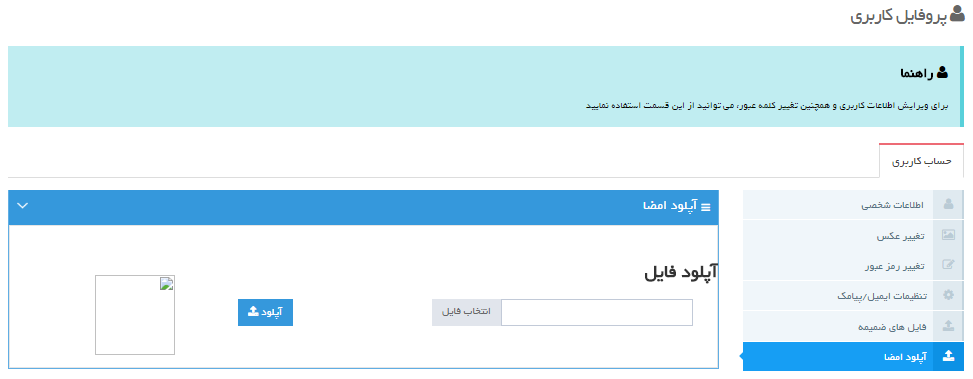 پروفایل کاربری
راهنما
برای ویرایش اطلاعات کاربری و همچنین تغییر کلمه عبور، می توانید از این قسمت استفاده نمایید
حساب کاربری
اطلاعات شخصی
تغییر عکس
تغییر رمز عبور
تنظیمات ایمیل/پیامک
فایل های ضمیمه
آپلود امضا
آپلود امضا
آپلود فایل
انتخاب فایل
آپلود